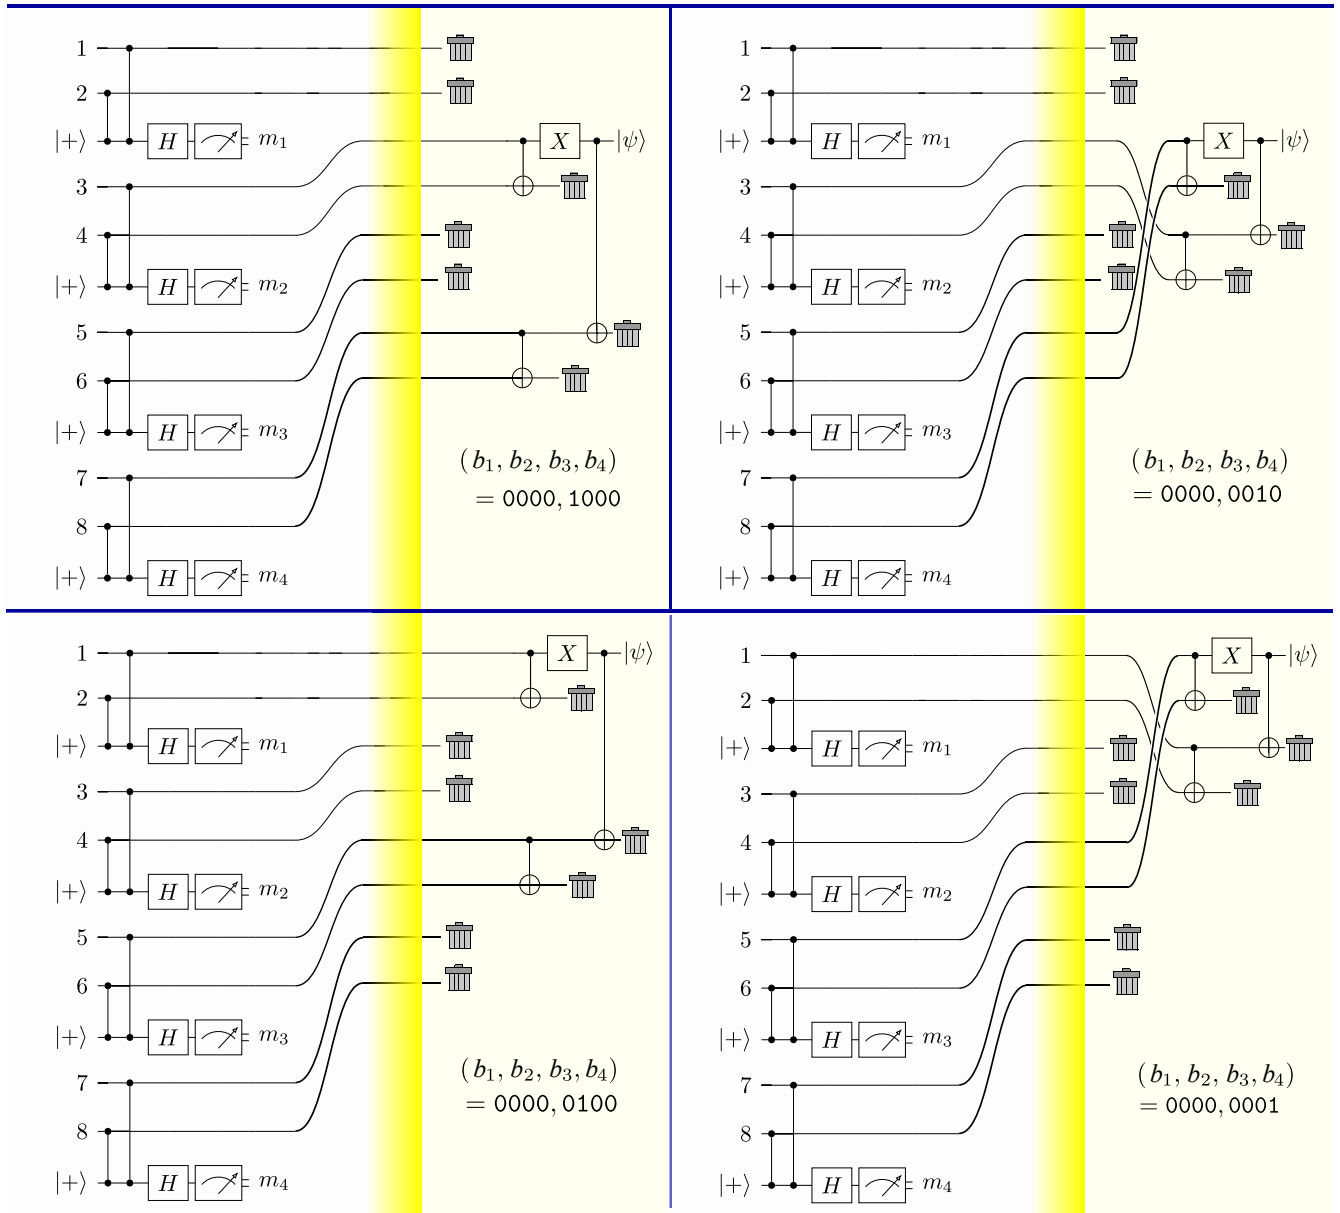 1
2
|+⟩ H m₁ X |ψ⟩
3
4
|+⟩ H m₂
5
6
|+⟩ H m₃
7
8
|+⟩ H m₄
(b₁, b₂, b₃, b₄)
= 0000, 1000
1
2
|+⟩ H m₁ X |ψ⟩
3
4
|+⟩ H m₂
5
6
|+⟩ H m₃
7
8
|+⟩ H m₄
(b₁, b₂, b₃, b₄)
= 0000, 0010
1 X |ψ⟩
2
|+⟩ H m₁
3
4
|+⟩ H m₂
5
6
|+⟩ H m₃
7
8
|+⟩ H m₄
(b₁, b₂, b₃, b₄)
= 0000, 0100
1 X |ψ⟩
2
|+⟩ H m₁
3
4
|+⟩ H m₂
5
6
|+⟩ H m₃
7
8
|+⟩ H m₄
(b₁, b₂, b₃, b₄)
= 0000, 0001